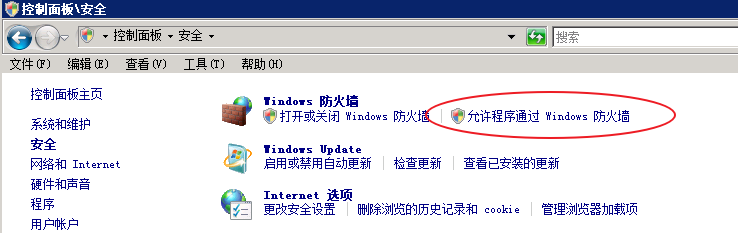 控制面板\安全
控制面板 安全 搜索
文件(F) 编辑(E) 查看(V) 工具(T) 帮助(H)
控制面板主页
系统和维护
安全
网络和 Internet
硬件和声音
程序
用户帐户
Windows 防火墙
打开或关闭 Windows 防火墙 允许程序通过 Windows 防火墙
Windows Update
启用或禁用自动更新 检查更新 查看已安装的更新
Internet 选项
更改安全设置 删除浏览的历史记录和 cookie 管理浏览器加载项